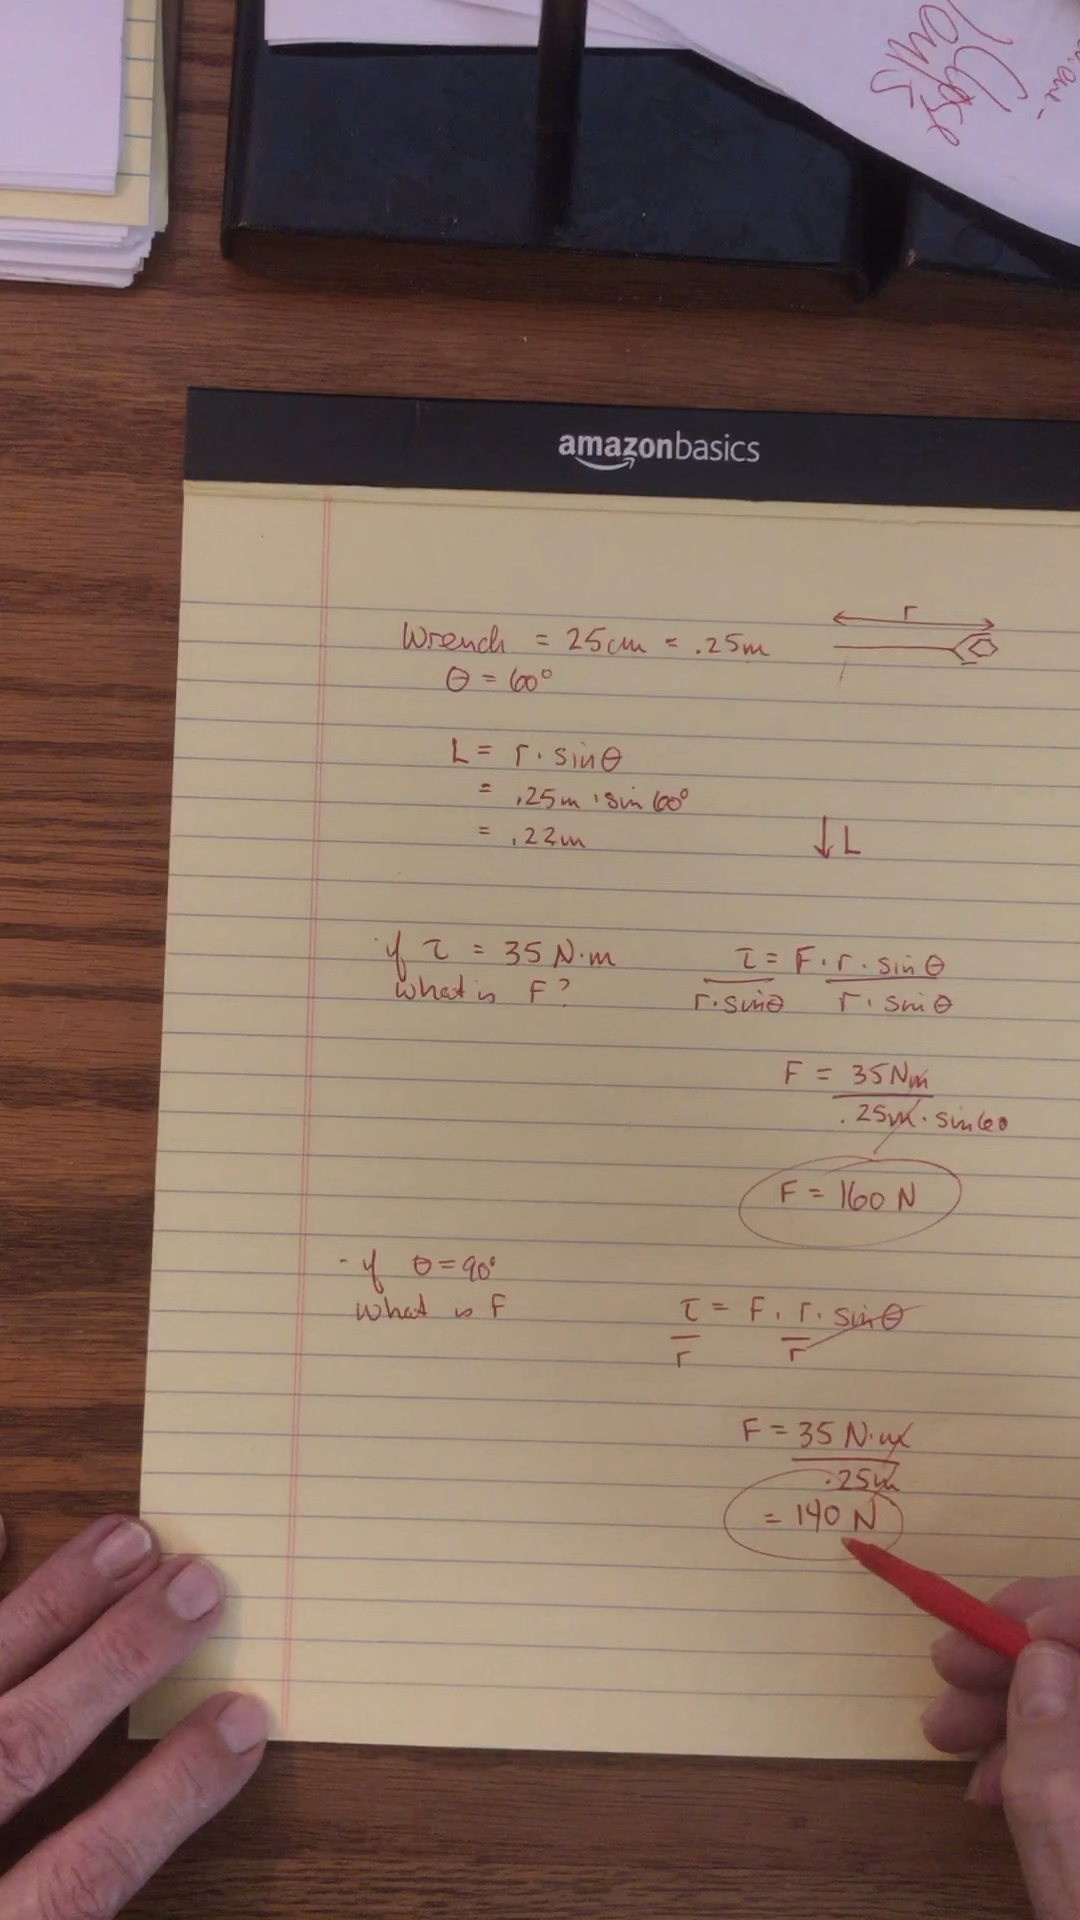 Close
amazonbasics
r
Wrench = 25cm = .25m
θ = 60°
L = r · sinθ
= .25m · sin 60°
= .22m
↓ L
if τ = 35 N·m
What is F?
τ = F · r · sinθ
r · sinθ r · sinθ
F = 35Nm
.25m · sin60
F = 160 N
- if θ = 90°
What is F
τ = F · r · sinθ
r r
F = 35 N·m
.25m
= 140 N